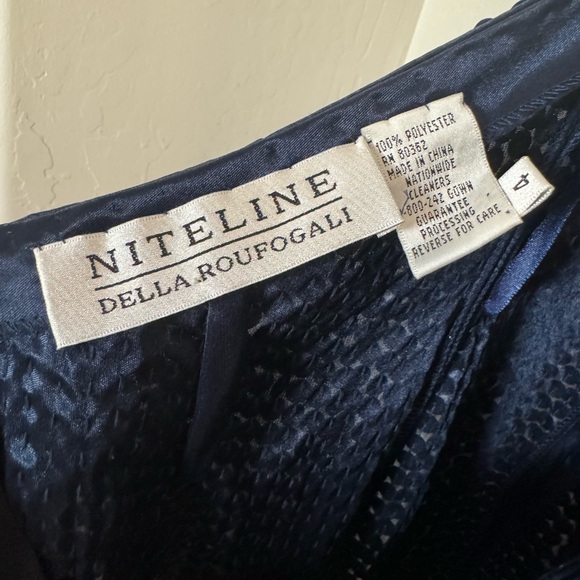 NITELINE
DELLA ROUFOGALI
100% POLYESTER
RN 80362
MADE IN CHINA
NATIONWIDE
CLEANERS
800-242 GOWN
GUARANTEE
PROCESSING
REVERSE FOR CARE
4